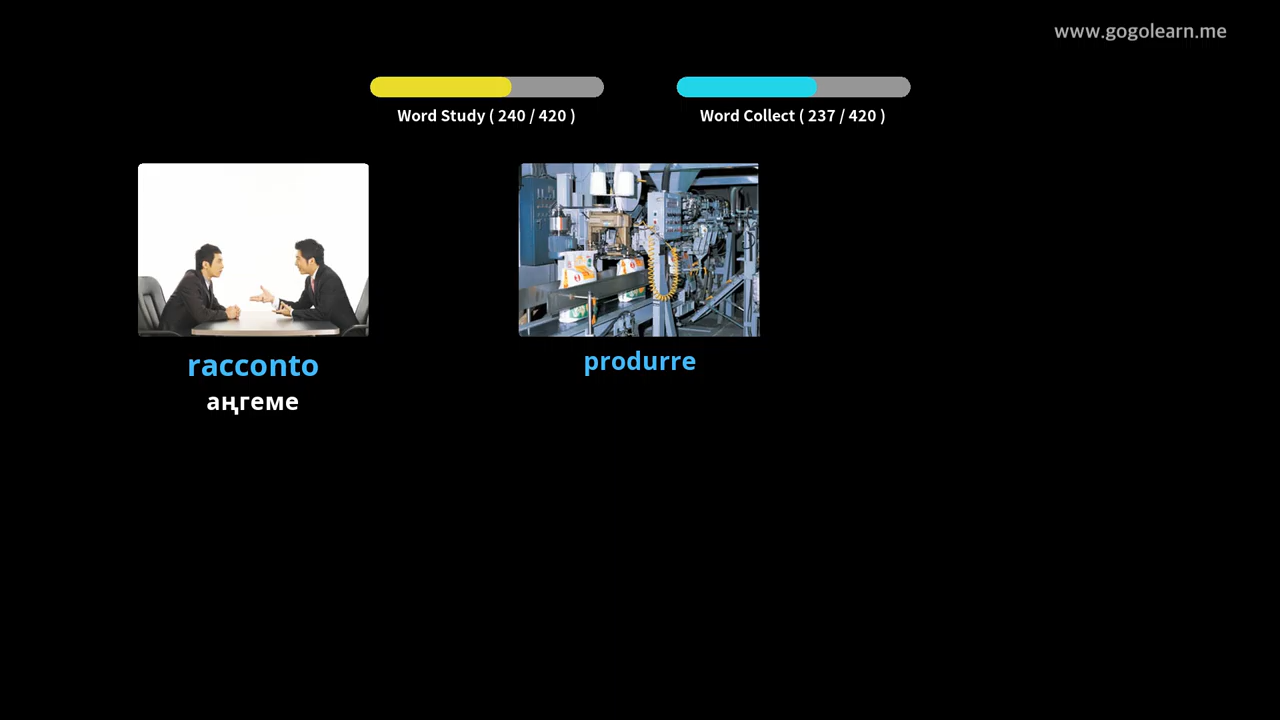 www.gogolearn.me
Word Study ( 240 / 420 )
Word Collect ( 237 / 420 )
racconto
аңгеме
produrre